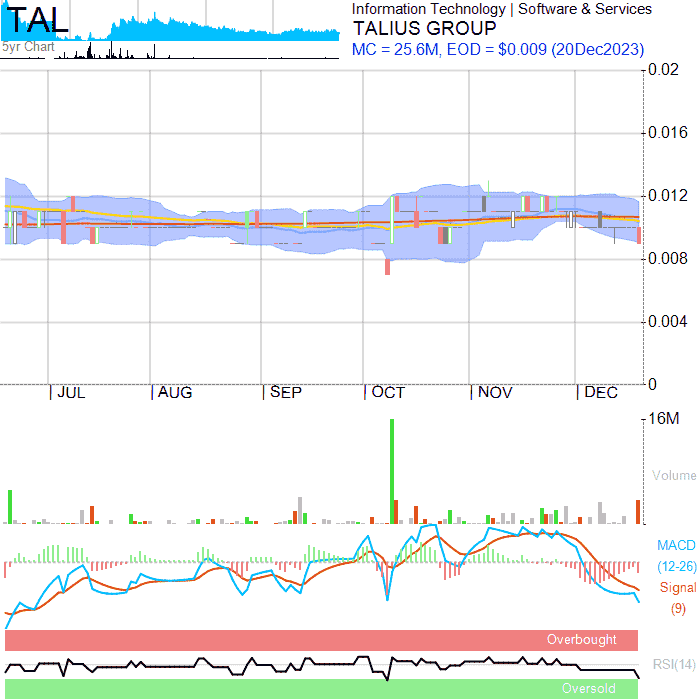 TAL
5yr Chart
Information Technology | Software & Services
TALIUS GROUP
MC = 25.6M, EOD = $0.009 (20Dec2023)
0.02
0.016
0.012
0.008
0.004
0
JUL AUG SEP OCT NOV DEC
16M
Volume
MACD
(12-26)
Signal
(9)
Overbought
RSI(14)
Oversold